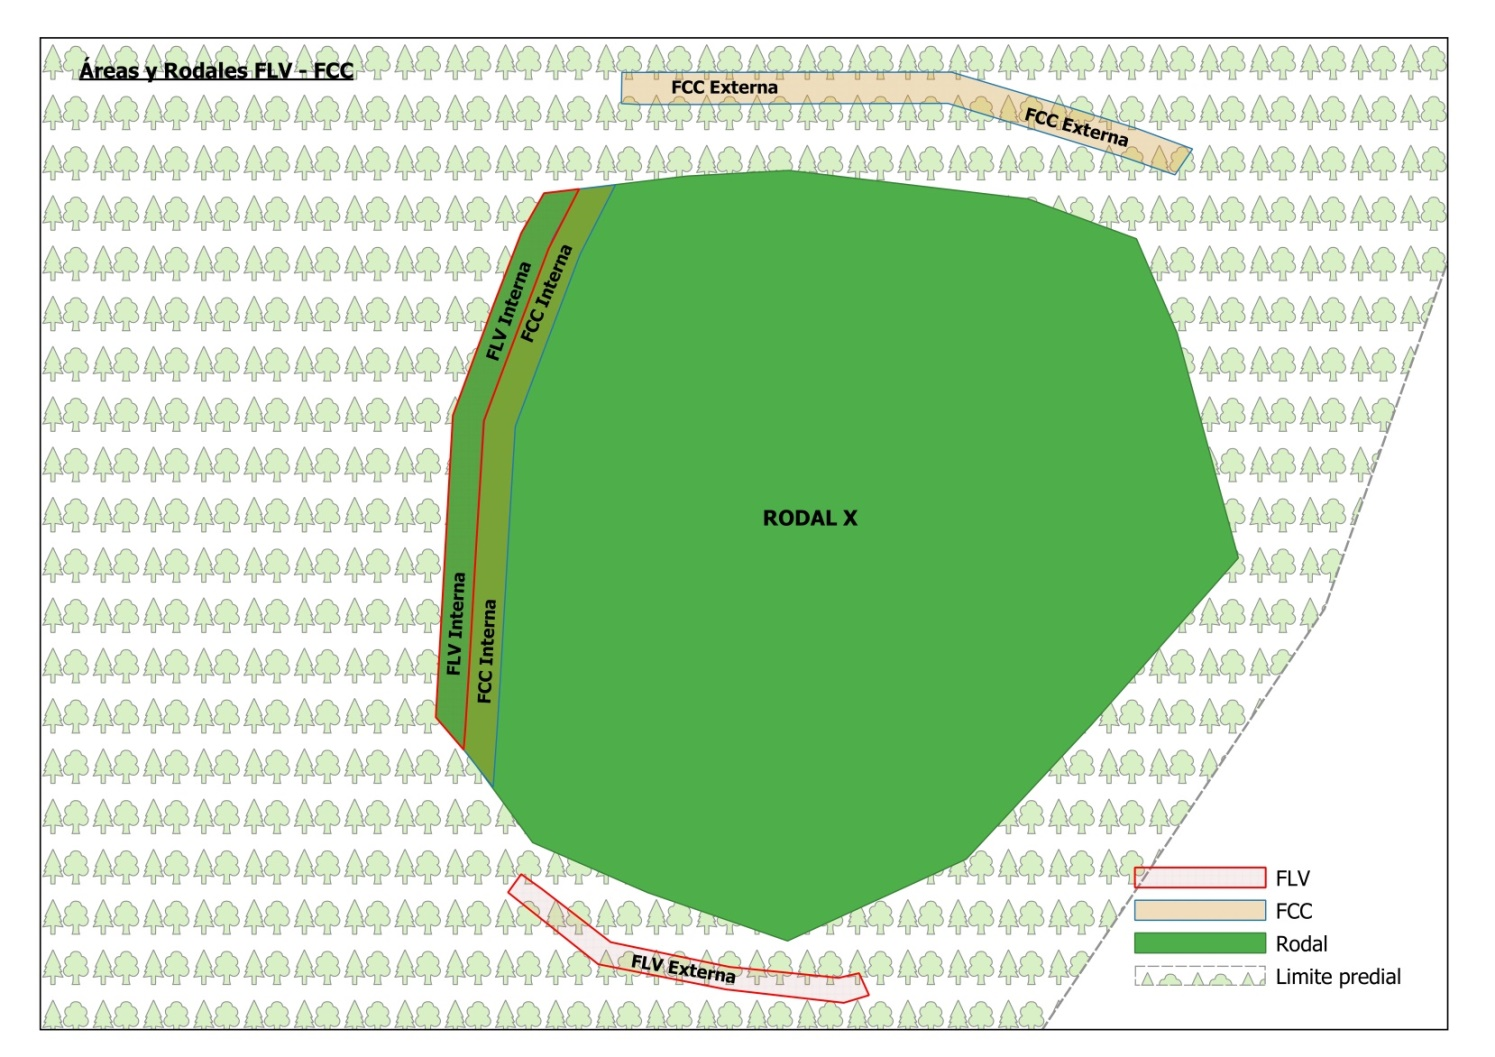 Áreas y Rodales FLV - FCC
FCC Externa
FCC Externa
FLV Interna
FCC Interna
RODAL X
FLV Interna
FCC Interna
FLV Externa
FLV
FCC
Rodal
Limite predial